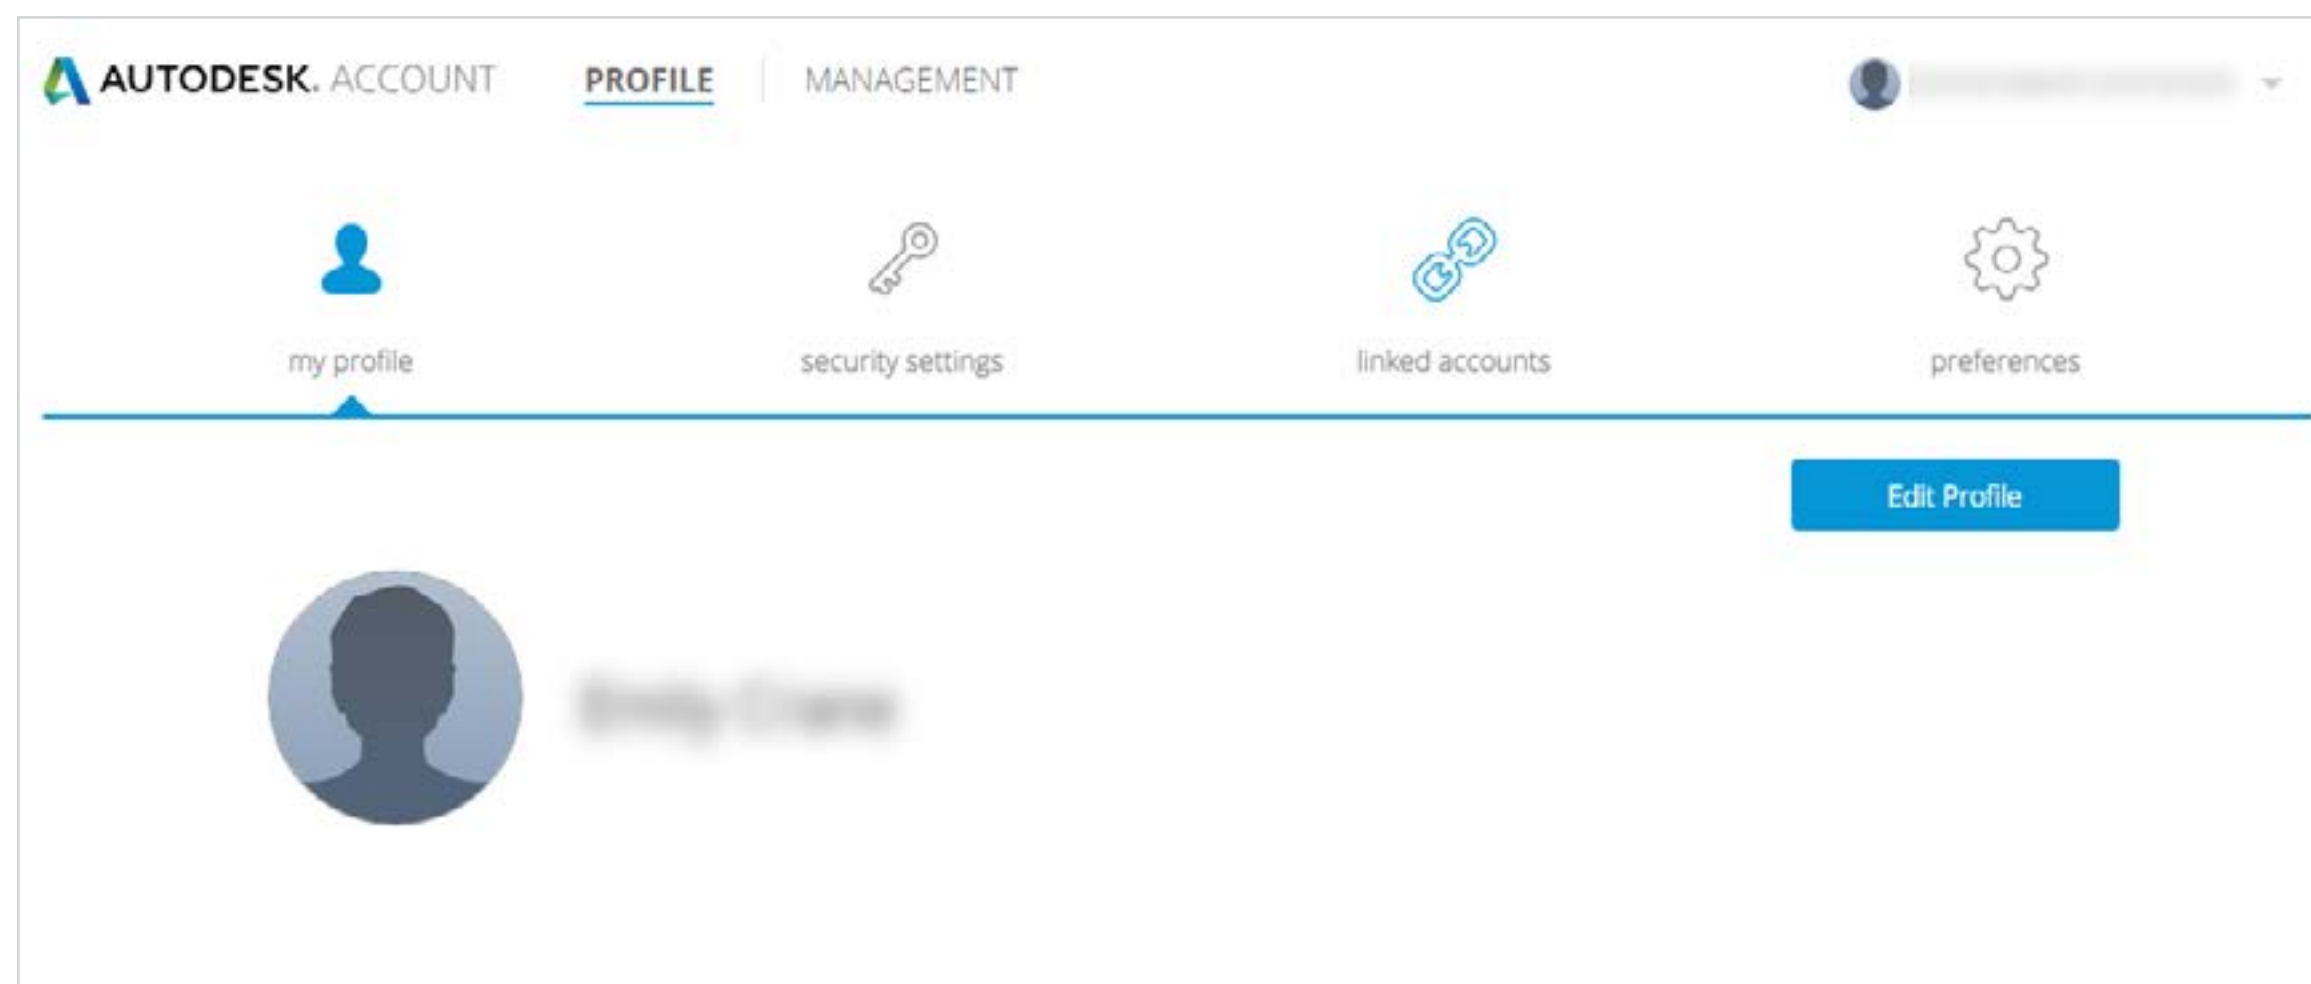 AUTODESK. ACCOUNT PROFILE MANAGEMENT
my profile security settings linked accounts preferences
Edit Profile